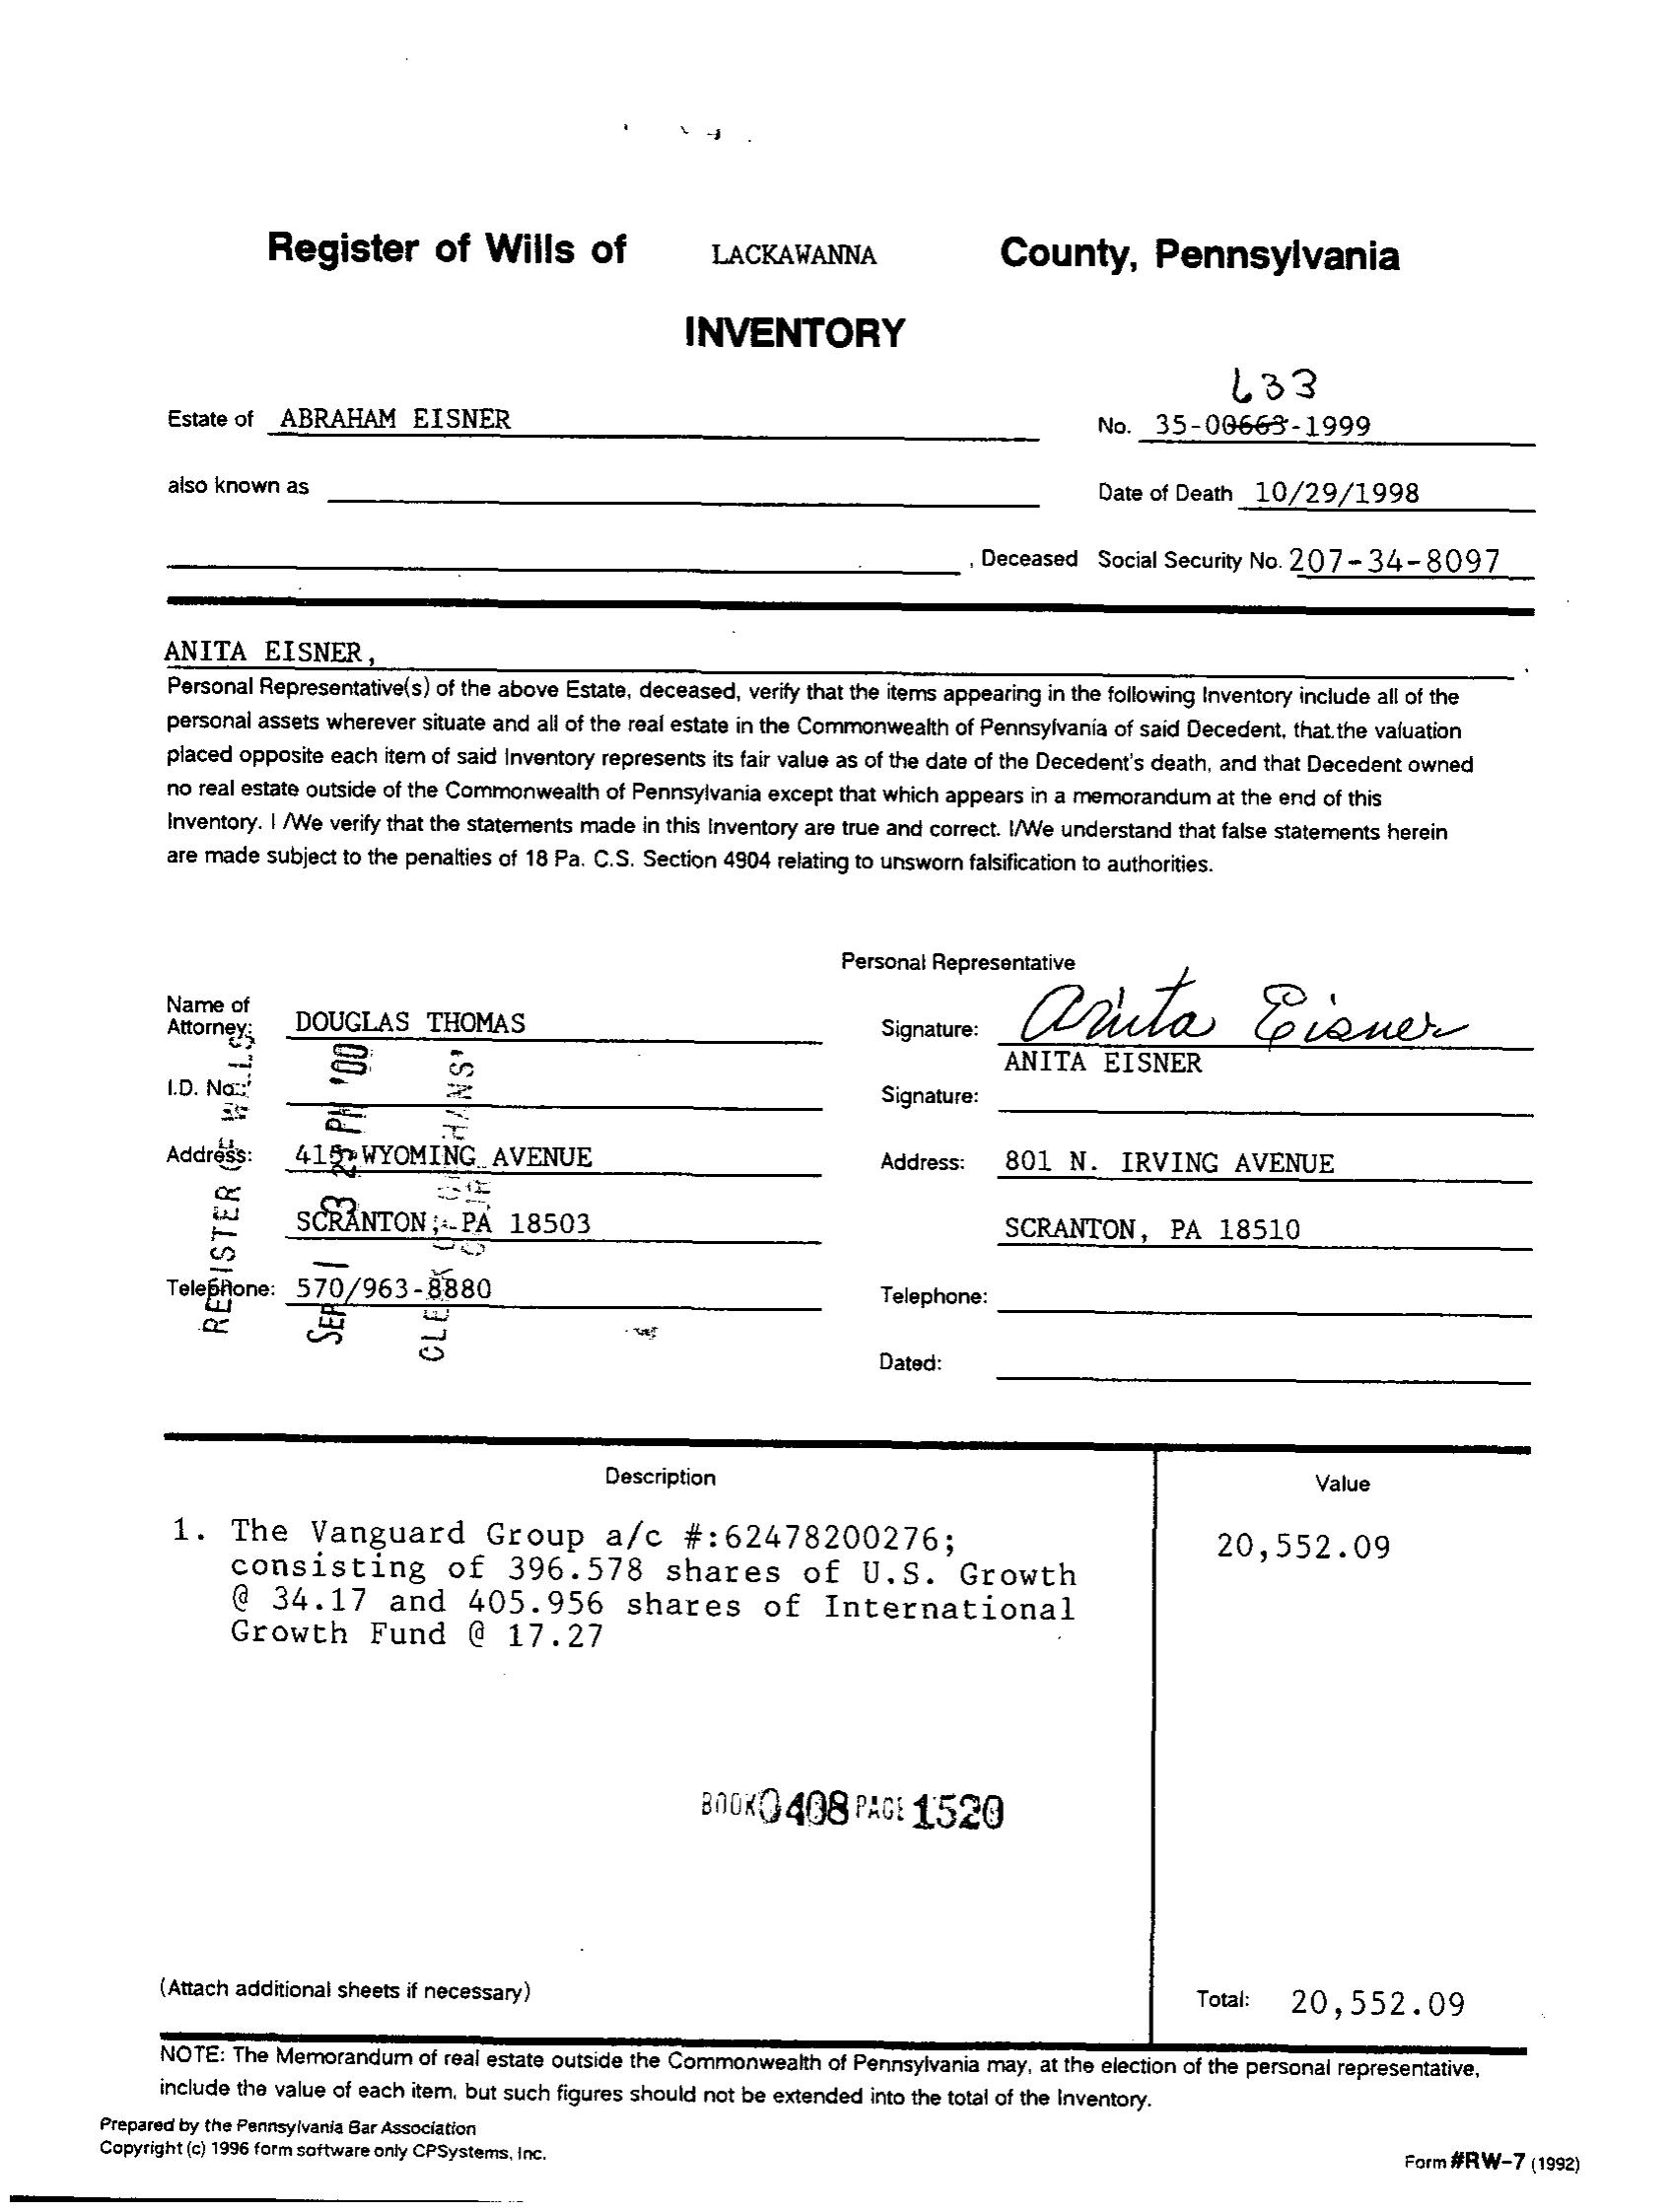 Register of Wills of LACKAWANNA County, Pennsylvania
INVENTORY
633
Estate of ABRAHAM EISNER No. 35-00663-1999
also known as Date of Death 10/29/1998
, Deceased Social Security No. 207-34-8097
ANITA EISNER,
Personal Representative(s) of the above Estate, deceased, verify that the items appearing in the following Inventory include all of the
personal assets wherever situate and all of the real estate in the Commonwealth of Pennsylvania of said Decedent, that the valuation
placed opposite each item of said Inventory represents its fair value as of the date of the Decedent's death, and that Decedent owned
no real estate outside of the Commonwealth of Pennsylvania except that which appears in a memorandum at the end of this
Inventory. I /We verify that the statements made in this Inventory are true and correct. I/We understand that false statements herein
are made subject to the penalties of 18 Pa. C.S. Section 4904 relating to unsworn falsification to authorities.
Personal Representative
Name of
Attorney: DOUGLAS THOMAS Signature: Anita Eisner
ANITA EISNER
I.D. No.: Signature:
Address: 415 WYOMING AVENUE Address: 801 N. IRVING AVENUE
SCRANTON, PA 18503 SCRANTON, PA 18510
Telephone: 570/963-8880 Telephone:
Dated:
REGISTER OF WILLS
SEP 13 PM '00
CLERK
Description Value
1. The Vanguard Group a/c #:62478200276; 20,552.09
consisting of 396.578 shares of U.S. Growth
@ 34.17 and 405.956 shares of International
Growth Fund @ 17.27
BOOK 0408 PAGE 1520
(Attach additional sheets if necessary) Total: 20,552.09
NOTE: The Memorandum of real estate outside the Commonwealth of Pennsylvania may, at the election of the personal representative,
include the value of each item, but such figures should not be extended into the total of the Inventory.
Prepared by the Pennsylvania Bar Association
Copyright (c) 1996 form software only CPSystems, Inc. Form #RW-7 (1992)